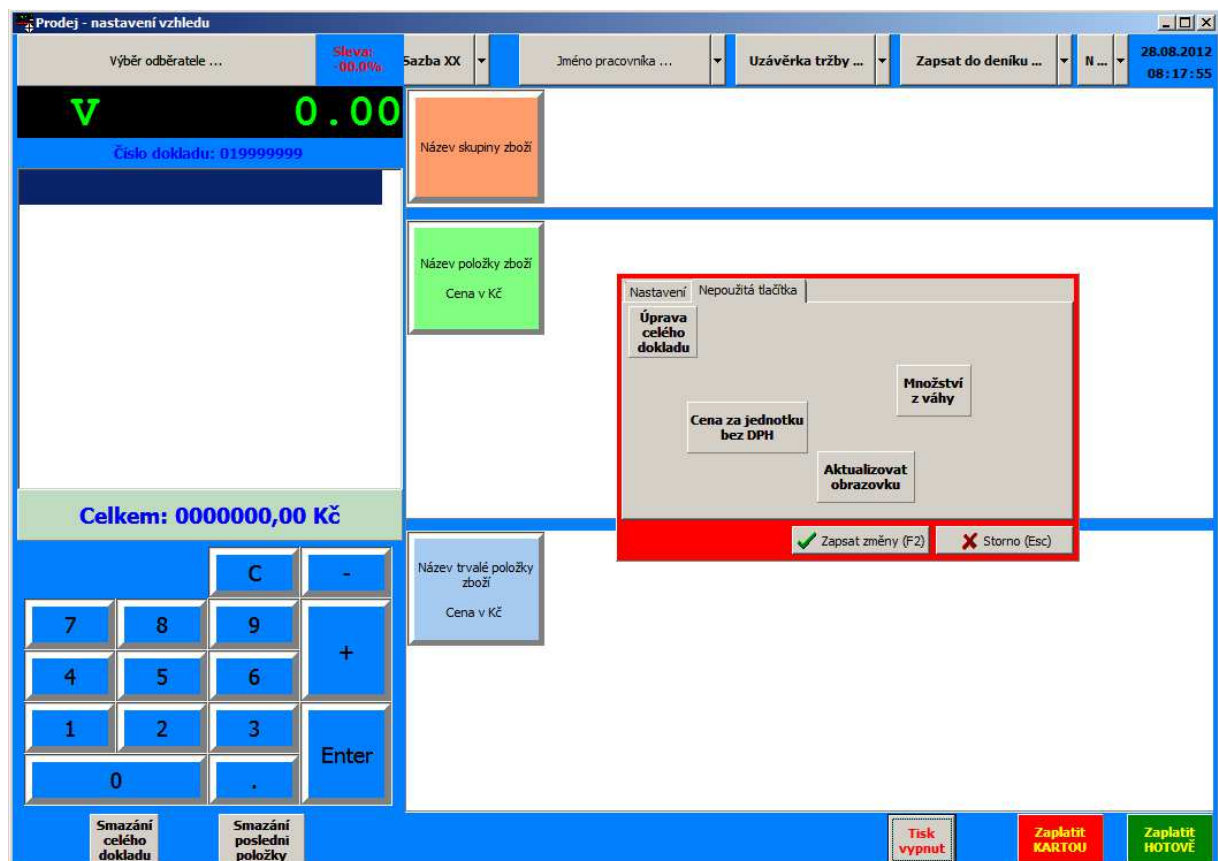 Prodej - nastavení vzhledu
Výběr odběratele ...
Sleva:
-00.0%
Sazba XX
Jméno pracovníka ...
Uzávěrka tržby ...
Zapsat do deníku ...
N ...
28.08.2012
08:17:55
V 0.00
Číslo dokladu: 019999999
Název skupiny zboží
Název položky zboží
Cena v Kč
Nastavení
Nepoužitá tlačítka
Úprava
celého
dokladu
Množství
z váhy
Cena za jednotku
bez DPH
Aktualizovat
obrazovku
Zapsat změny (F2)
Storno (Esc)
Celkem: 0000000,00 Kč
Název trvalé položky
zboží
Cena v Kč
C -
7 8 9 +
4 5 6
1 2 3 Enter
0 .
Smazání
celého
dokladu
Smazání
poslední
položky
Tisk
vypnut
Zaplatit
KARTOU
Zaplatit
HOTOVĚ